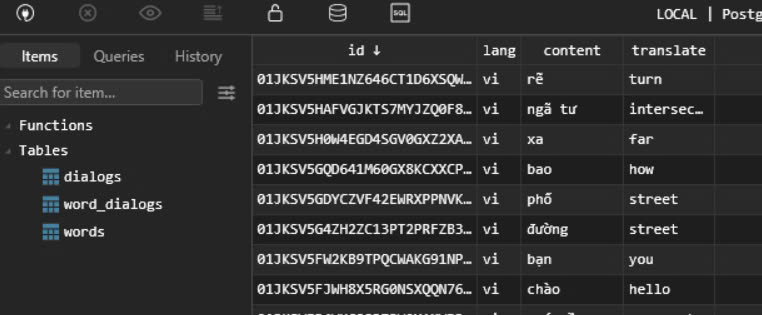 SQL
LOCAL | Postg
Items Queries History
Search for item...
Functions
Tables
dialogs
word_dialogs
words
id ↓ lang content translate
01JKSV5HME1NZ646CT1D6XSQW… vi rẽ turn
01JKSV5HAFVGJKTS7MYJZQ0F8… vi ngã tư intersec…
01JKSV5H0W4EGD4SGV0GXZ2XA… vi xa far
01JKSV5GQD641M60GX8KCXXCP… vi bao how
01JKSV5GDYCZVF42EWRXPPNVK… vi phố street
01JKSV5G4ZH2ZC13PT2PRFZB3… vi đường street
01JKSV5FW2KB9TPQCWAKG91NP… vi bạn you
01JKSV5FJWH8X5RG0NSXQQN76… vi chào hello